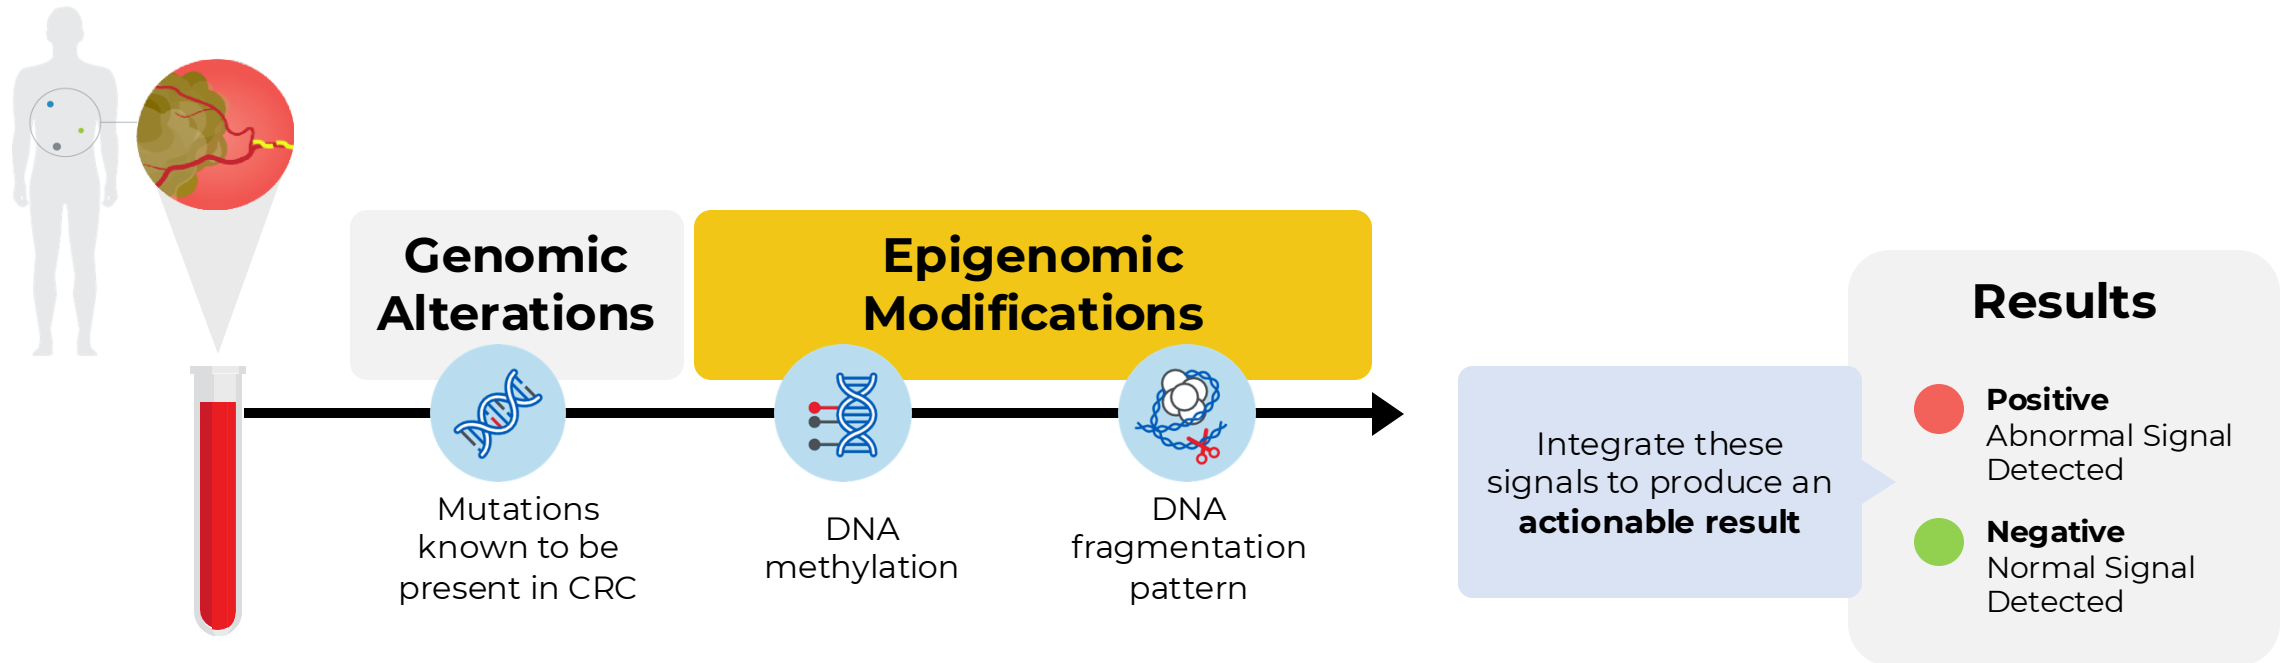 Genomic
Alterations
Epigenomic
Modifications
Mutations
known to be
present in CRC
DNA
methylation
DNA
fragmentation
pattern
Integrate these
signals to produce an
actionable result
Results
Positive
Abnormal Signal
Detected
Negative
Normal Signal
Detected